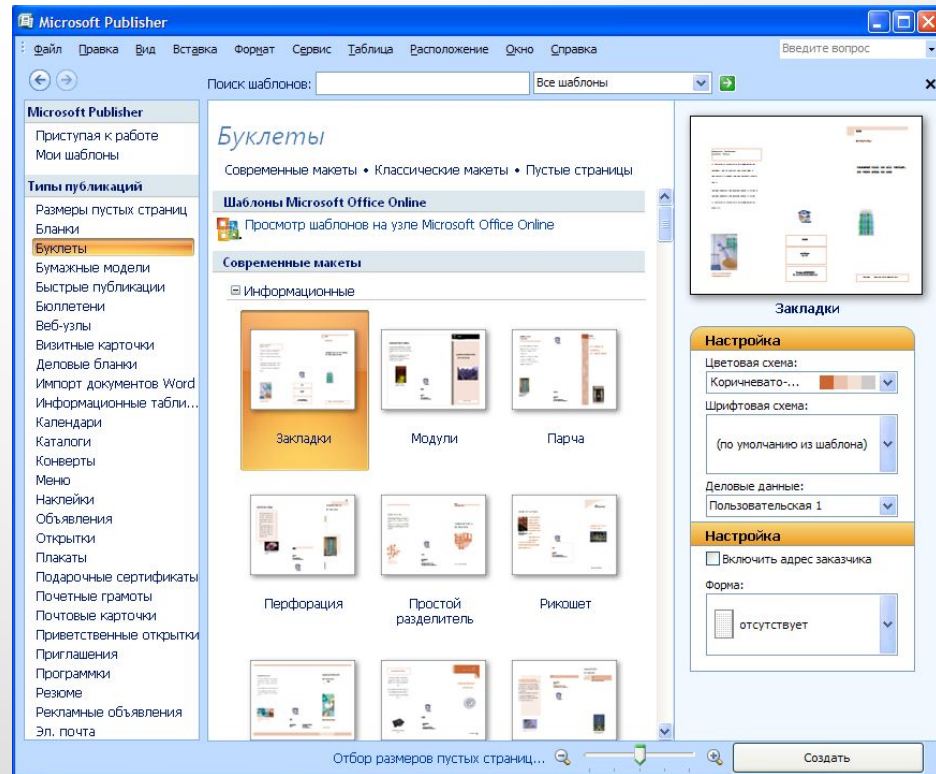 Microsoft Publisher
Файл Правка Вид Вставка Формат Сервис Таблица Расположение Окно Справка
Введите вопрос
Поиск шаблонов:
Все шаблоны
Microsoft Publisher
Приступая к работе
Мои шаблоны
Типы публикаций
Размеры пустых страниц
Бланки
Буклеты
Бумажные модели
Быстрые публикации
Бюллетени
Веб-узлы
Визитные карточки
Деловые бланки
Импорт документов Word
Информационные табли...
Календари
Каталоги
Конверты
Меню
Наклейки
Объявления
Открытки
Плакаты
Подарочные сертификаты
Почетные грамоты
Почтовые карточки
Приветственные открытки
Приглашения
Программки
Резюме
Рекламные объявления
Эл. почта
Буклеты
Современные макеты • Классические макеты • Пустые страницы
Шаблоны Microsoft Office Online
Просмотр шаблонов на узле Microsoft Office Online
Современные макеты
Информационные
Закладки
Модули
Парча
Перфорация
Простой
разделитель
Рикошет
Закладки
Настройка
Цветовая схема:
Коричневато-...
Шрифтовая схема:
(по умолчанию из шаблона)
Деловые данные:
Пользовательская 1
Настройка
Включить адрес заказчика
Форма:
отсутствует
Отбор размеров пустых страниц...
Создать